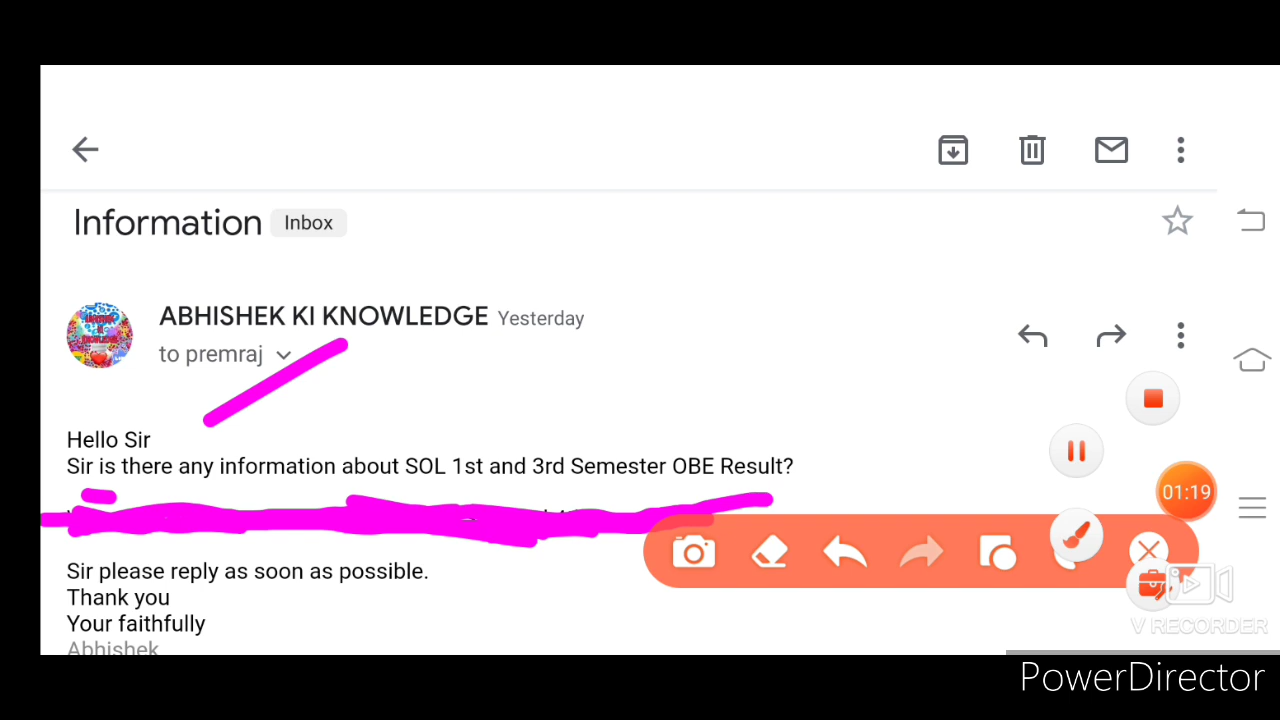 Information Inbox
ABHISHEK KI KNOWLEDGE Yesterday
to premraj
Hello Sir
Sir is there any information about SOL 1st and 3rd Semester OBE Result?
01:19
Sir please reply as soon as possible.
Thank you
Your faithfully
Abhishek
V RECORDER
PowerDirector